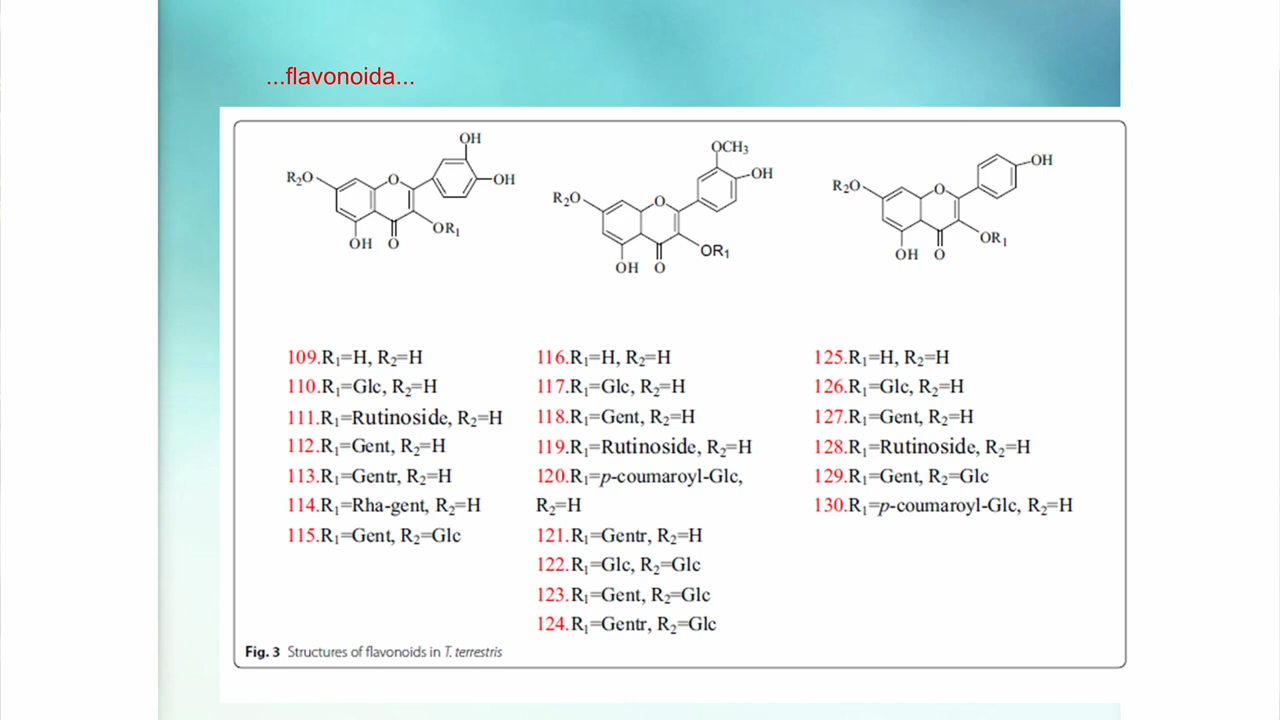 ...flavonoida...
OH
R₂O
O
OH
OR₁
OH
O
OCH₃
OH
R₂O
O
OR₁
OH
O
OH
R₂O
O
OR₁
OH
O
109.R₁=H, R₂=H
110.R₁=Glc, R₂=H
111.R₁=Rutinoside, R₂=H
112.R₁=Gent, R₂=H
113.R₁=Gentr, R₂=H
114.R₁=Rha-gent, R₂=H
115.R₁=Gent, R₂=Glc
116.R₁=H, R₂=H
117.R₁=Glc, R₂=H
118.R₁=Gent, R₂=H
119.R₁=Rutinoside, R₂=H
120.R₁=p-coumaroyl-Glc,
R₂=H
121.R₁=Gentr, R₂=H
122.R₁=Glc, R₂=Glc
123.R₁=Gent, R₂=Glc
124.R₁=Gentr, R₂=Glc
125.R₁=H, R₂=H
126.R₁=Glc, R₂=H
127.R₁=Gent, R₂=H
128.R₁=Rutinoside, R₂=H
129.R₁=Gent, R₂=Glc
130.R₁=p-coumaroyl-Glc, R₂=H
Fig. 3 Structures of flavonoids in T. terrestris